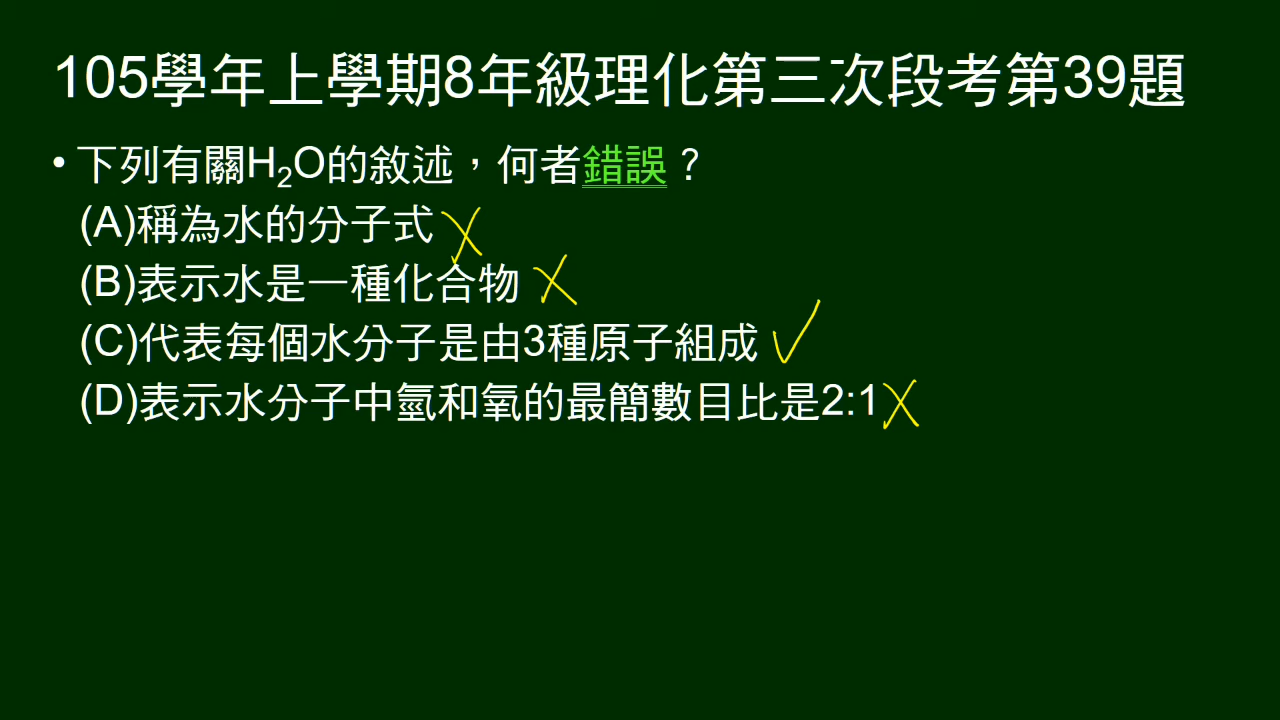 105學年上學期8年級理化第三次段考第39題
•下列有關H₂O的敘述，何者錯誤？
(A)稱為水的分子式
(B)表示水是一種化合物
(C)代表每個水分子是由3種原子組成
(D)表示水分子中氫和氧的最簡數目比是2:1